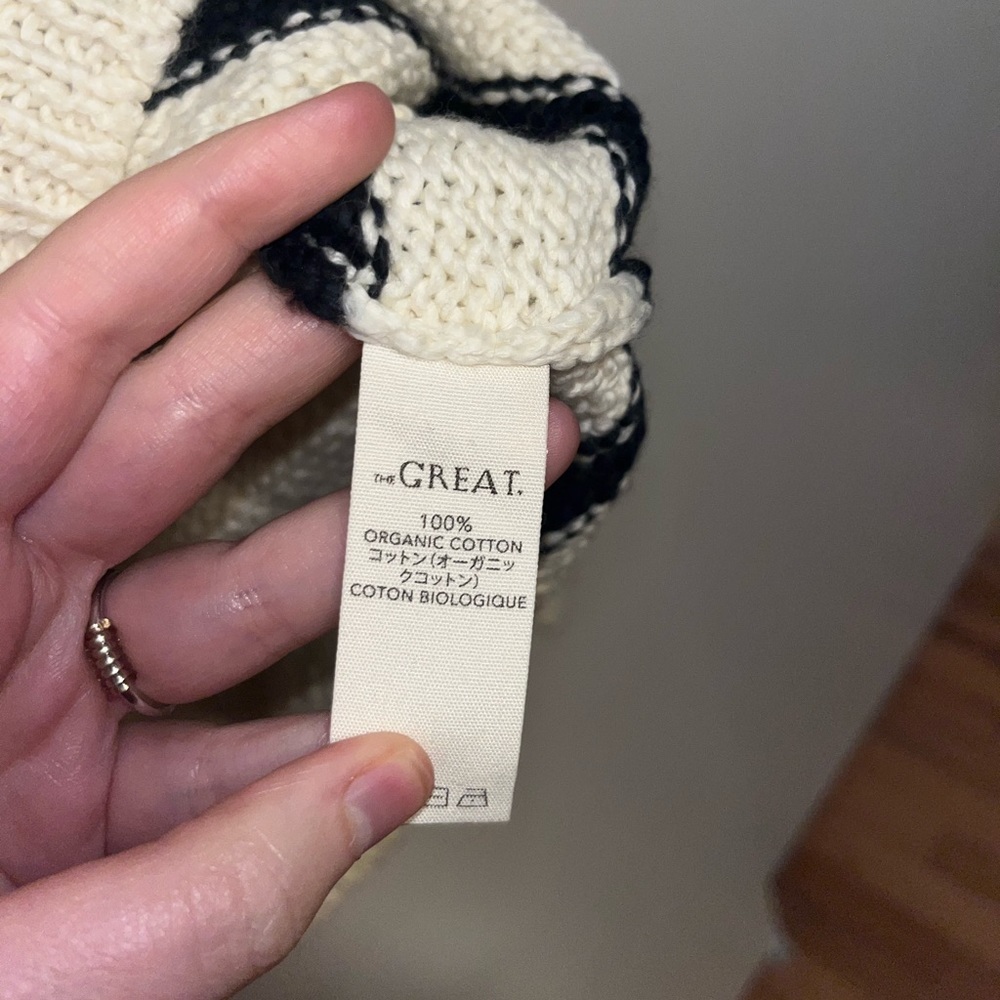 THE GREAT.
100%
ORGANIC COTTON
コットン(オーガニッ
クコットン)
COTON BIOLOGIQUE